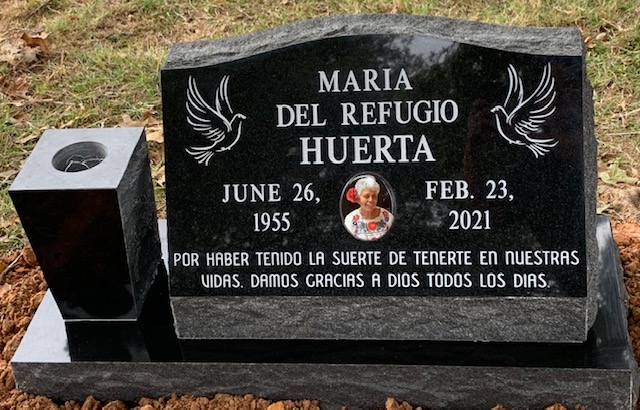 MARIA
DEL REFUGIO
HUERTA
JUNE 26,
1955
FEB. 23,
2021
POR HABER TENIDO LA SUERTE DE TENERTE EN NUESTRAS
VIDAS. DAMOS GRACIAS A DIOS TODOS LOS DIAS.